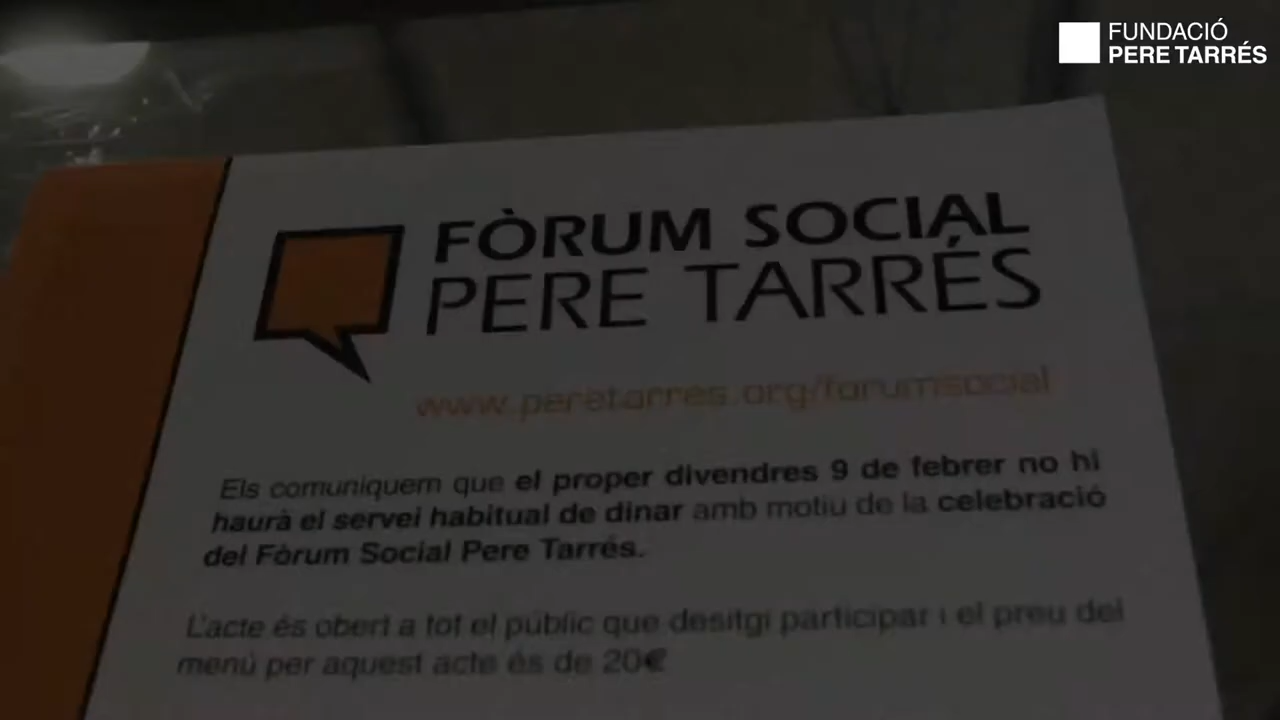 FUNDACIÓ
PERE TARRÉS
FÒRUM SOCIAL
PERE TARRÉS
www.peretarres.org/forumsocial
Els comuniquem que el proper divendres 9 de febrer no hi
haurà el servei habitual de dinar amb motiu de la celebració
del Fòrum Social Pere Tarrés.
L'acte és obert a tot el públic que desitgi participar i el preu del
menú per aquest acte és de 20€